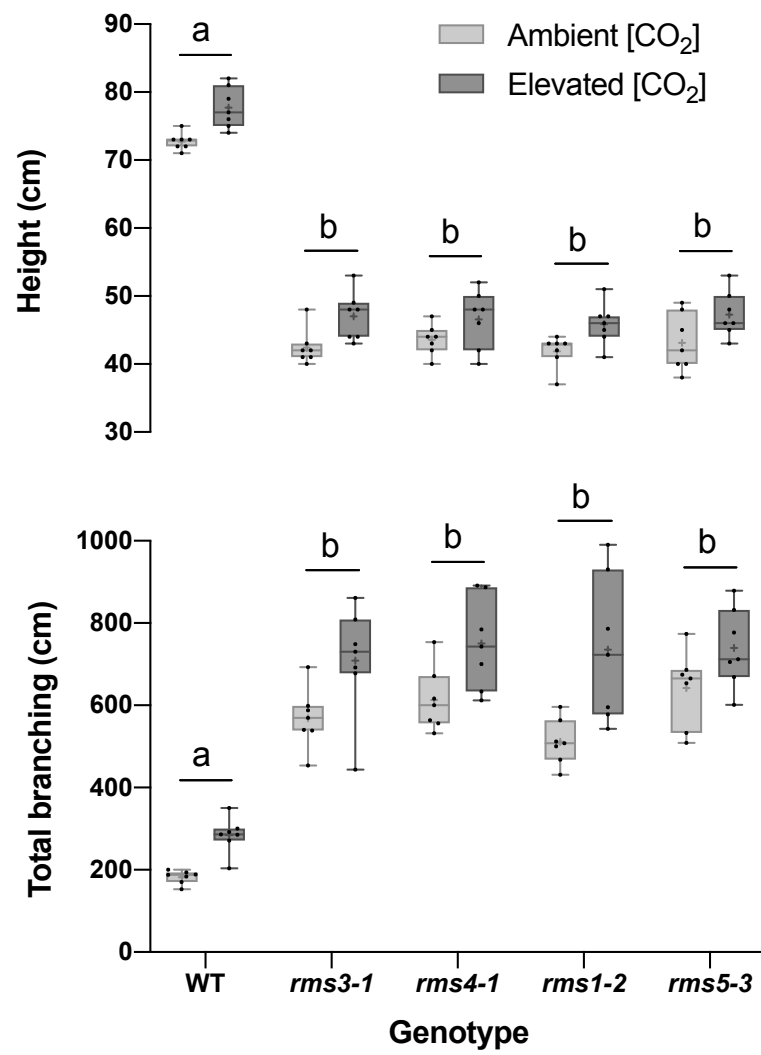 90
80
70
60
50
40
30
Height (cm)
Ambient [CO₂]
Elevated [CO₂]
a
b
b
b
b
1000
800
600
400
200
0
Total branching (cm)
a
b
b
b
b
WT
rms3-1
rms4-1
rms1-2
rms5-3
Genotype